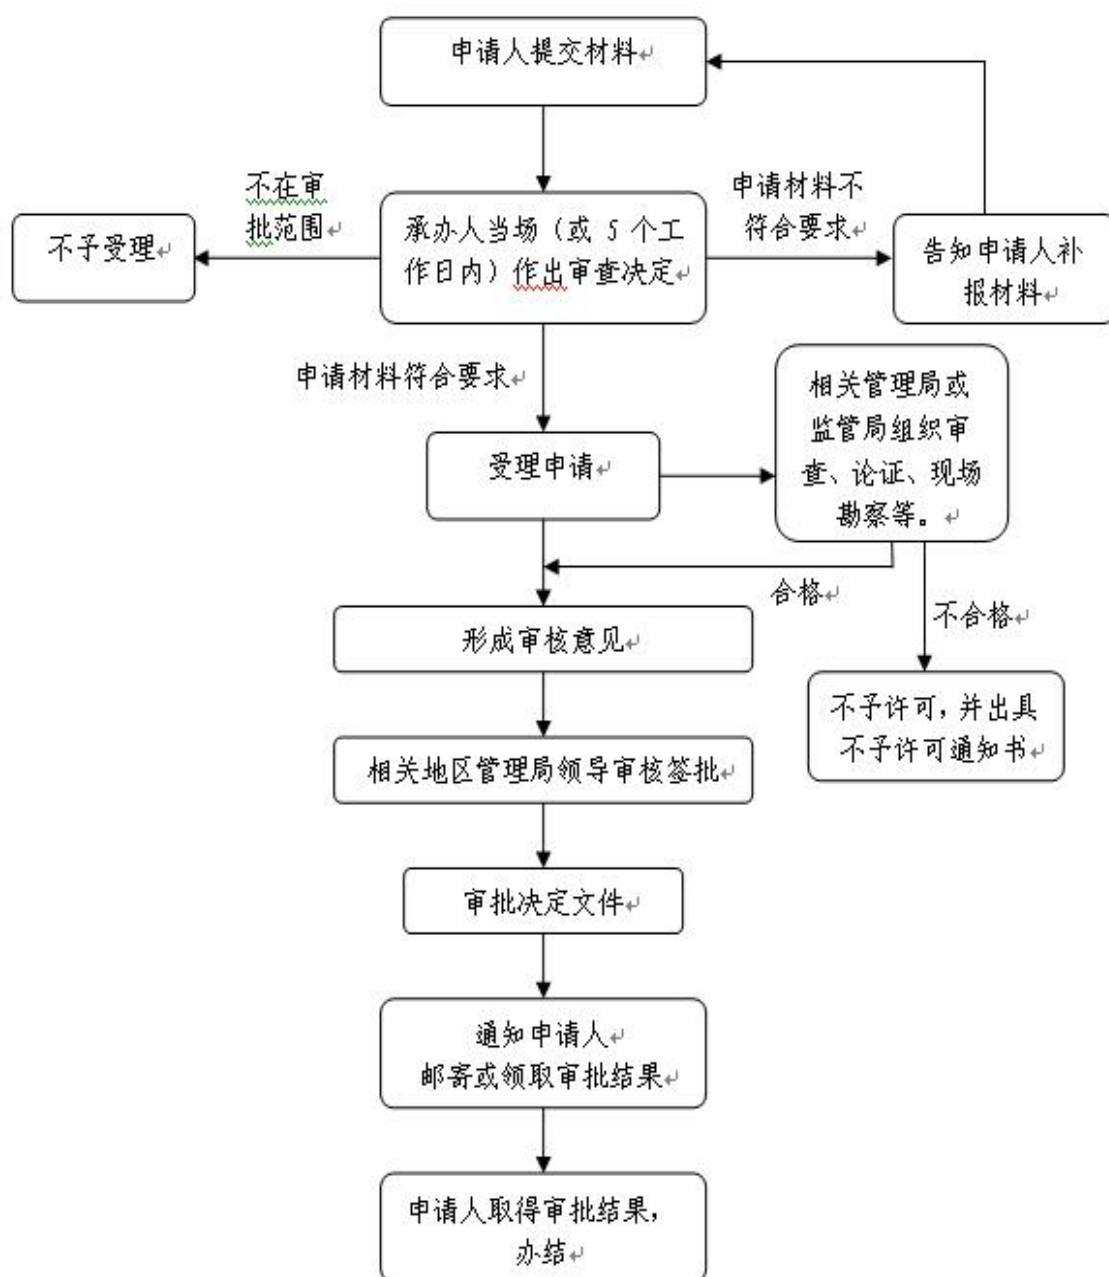 申请人提交材料
不在审
批范围
申请材料不
符合要求
不予受理
承办人当场（或 5 个工
作日内）作出审查决定
告知申请人补
报材料
申请材料符合要求
相关管理局或
监管局组织审
查、论证、现场
勘察等。
受理申请
合格
不合格
形成审核意见
不予许可，并出具
不予许可通知书
相关地区管理局领导审核签批
审批决定文件
通知申请人
邮寄或领取审批结果
申请人取得审批结果，
办结